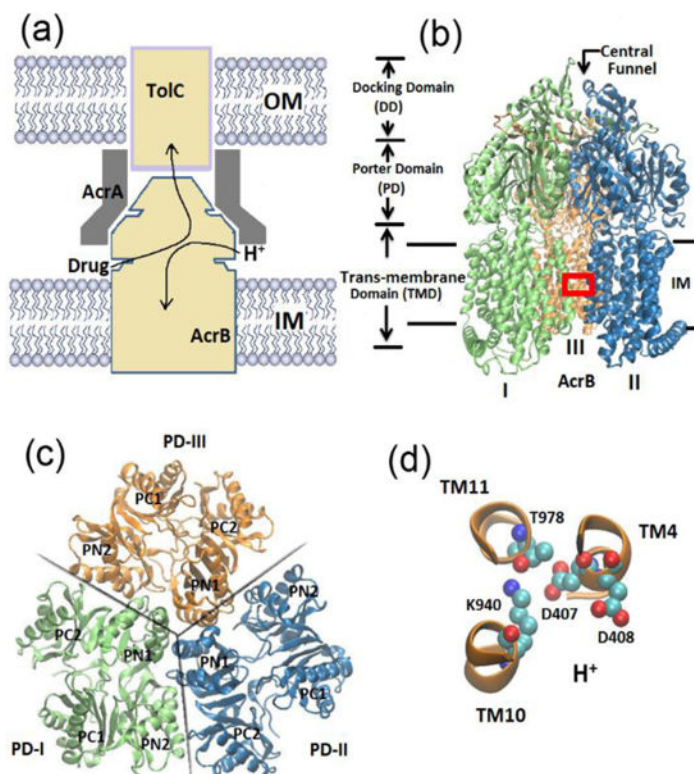 (a)
TolC
OM
AcrA
Drug
H⁺
AcrB
IM
(b)
Central
Funnel
Docking Domain
(DD)
Porter Domain
(PD)
Trans-membrane
Domain (TMD)
IM
III
I
AcrB
II
(c)
PD-III
PC1
PC2
PN2
PN1
PN2
PC2
PN1
PN1
PC1
PC1
PN2
PC2
PD-I
PD-II
(d)
TM11
T978
TM4
K940
D407
D408
H⁺
TM10